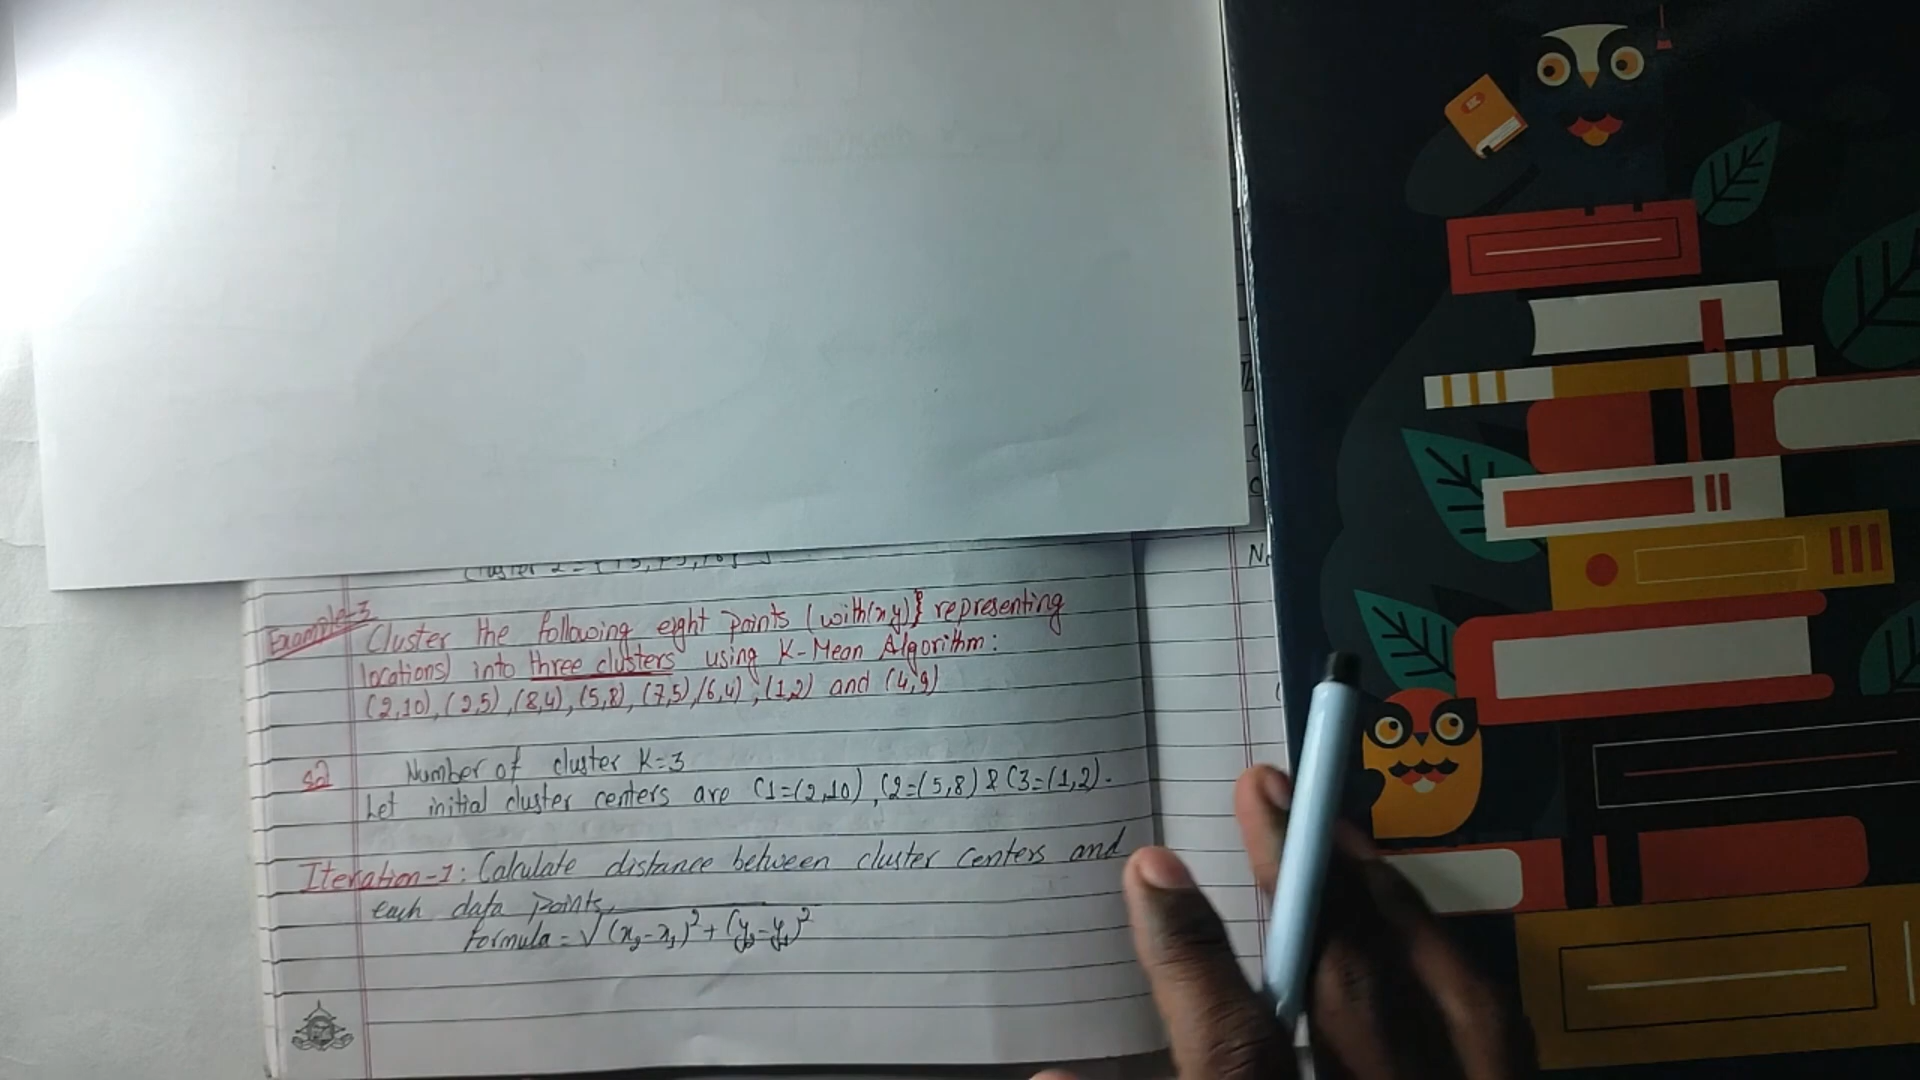 Example-3
Cluster the following eight points (with(x,y)} representing
locations) into three clusters using K-Mean Algorithm:
(2,10), (2,5), (8,4), (5,8), (7,5), (6,4), (1,2) and (4,9)
Number of cluster K=3
Let initial cluster centers are C1=(2,10), C2=(5,8) & C3=(1,2).
Iteration-1: Calculate distance between cluster centers and
each data points.
formula = √(x₂-x₁)²+(y₂-y₁)²